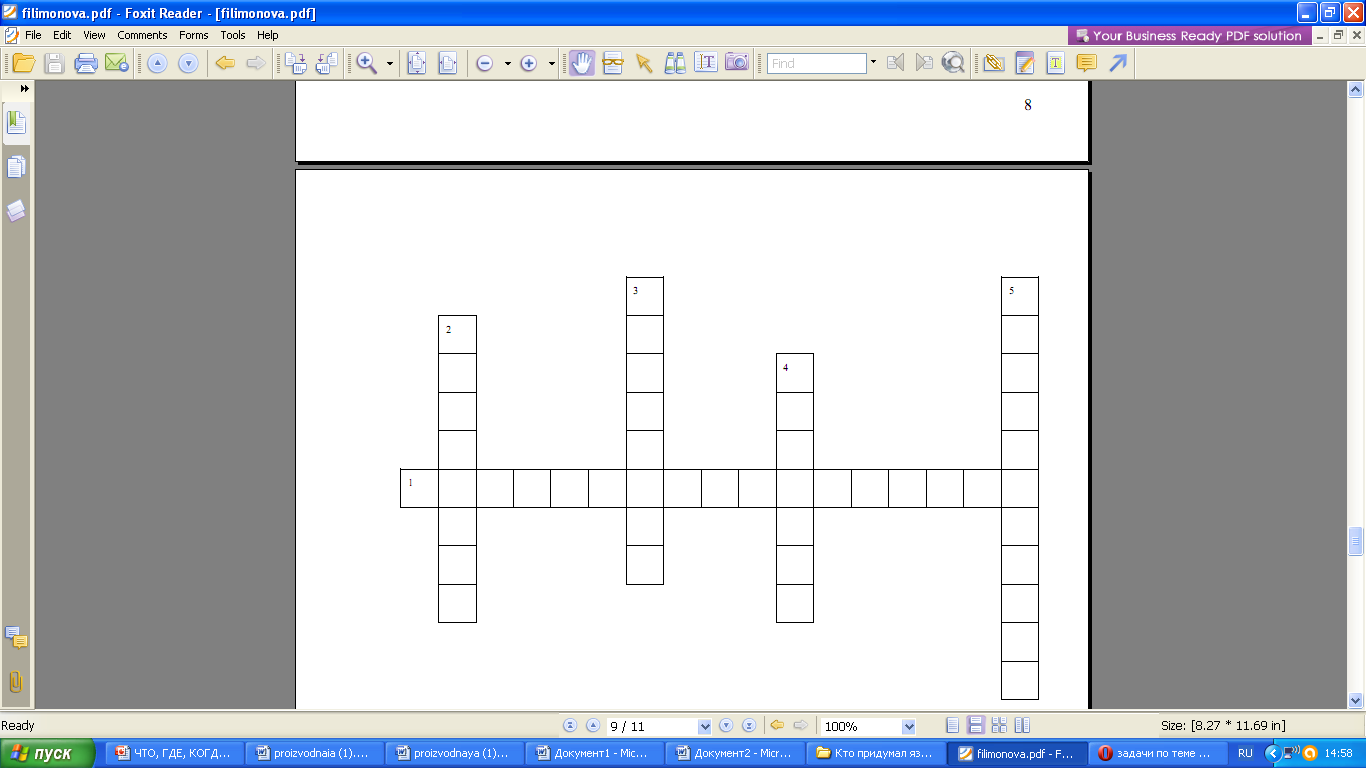 filimonova.pdf - Foxit Reader - [filimonova.pdf]
File Edit View Comments Forms Tools Help
Your Business Ready PDF solution
Find
8
3
5
2
4
1
Ready
9 / 11
100%
Size: [8.27 * 11.69 in]
пуск
ЧТО, ГДЕ, КОГД...
proizvodnaia (1)....
proizvodnaya (1)...
Документ1 - Mic...
Документ2 - Micr...
Кто придумал яз...
filimonova.pdf - F...
задачи по теме ...
RU
14:58